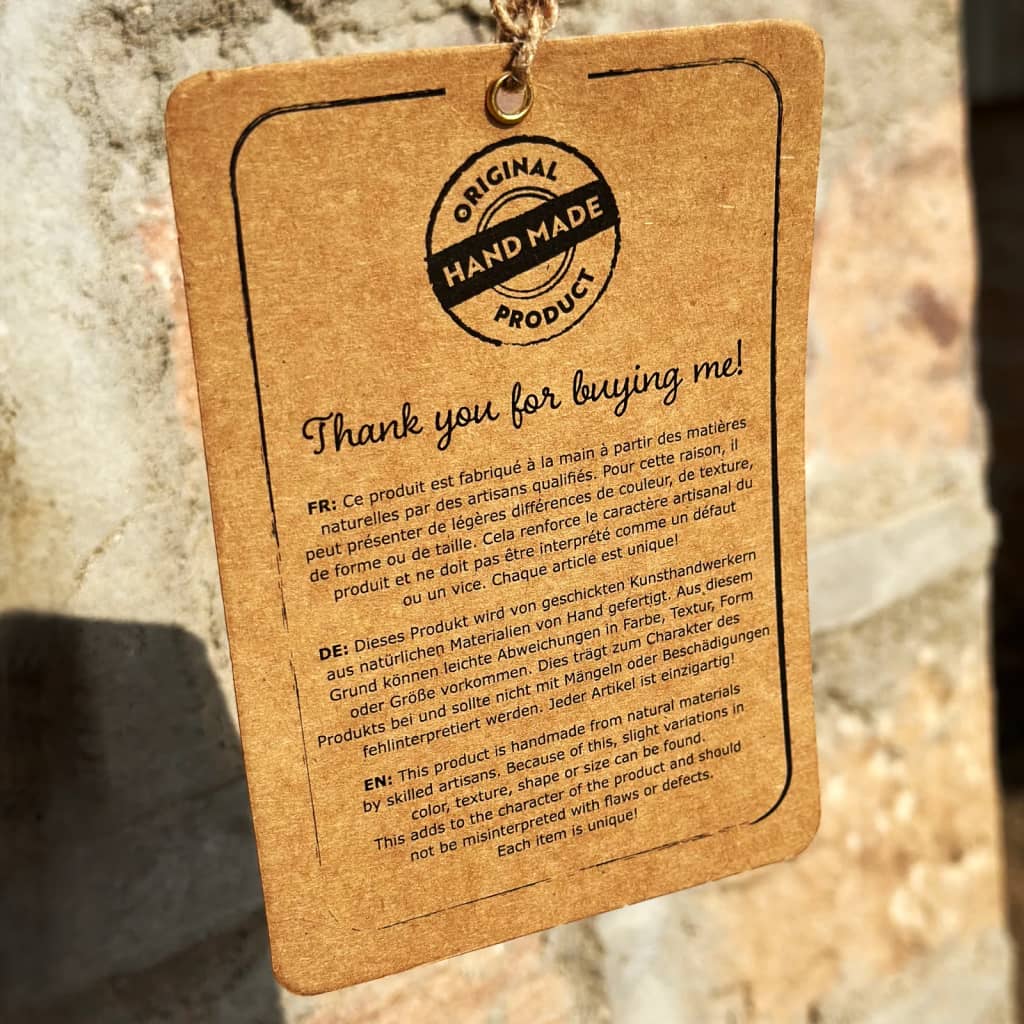 ORIGINAL
HAND MADE
PRODUCT
Thank you for buying me!
FR: Ce produit est fabriqué à la main à partir des matières
naturelles par des artisans qualifiés. Pour cette raison, il
peut présenter de légères différences de couleur, de texture,
de forme ou de taille. Cela renforce le caractère artisanal du
produit et ne doit pas être interprété comme un défaut
ou un vice. Chaque article est unique!
DE: Dieses Produkt wird von geschickten Kunsthandwerkern
aus natürlichen Materialien von Hand gefertigt. Aus diesem
Grund können leichte Abweichungen in Farbe, Textur, Form
oder Größe vorkommen. Dies trägt zum Charakter des
Produkts bei und sollte nicht mit Mängeln oder Beschädigungen
fehlinterpretiert werden. Jeder Artikel ist einzigartig!
EN: This product is handmade from natural materials
by skilled artisans. Because of this, slight variations in
color, texture, shape or size can be found.
This adds to the character of the product and should
not be misinterpreted with flaws or defects.
Each item is unique!